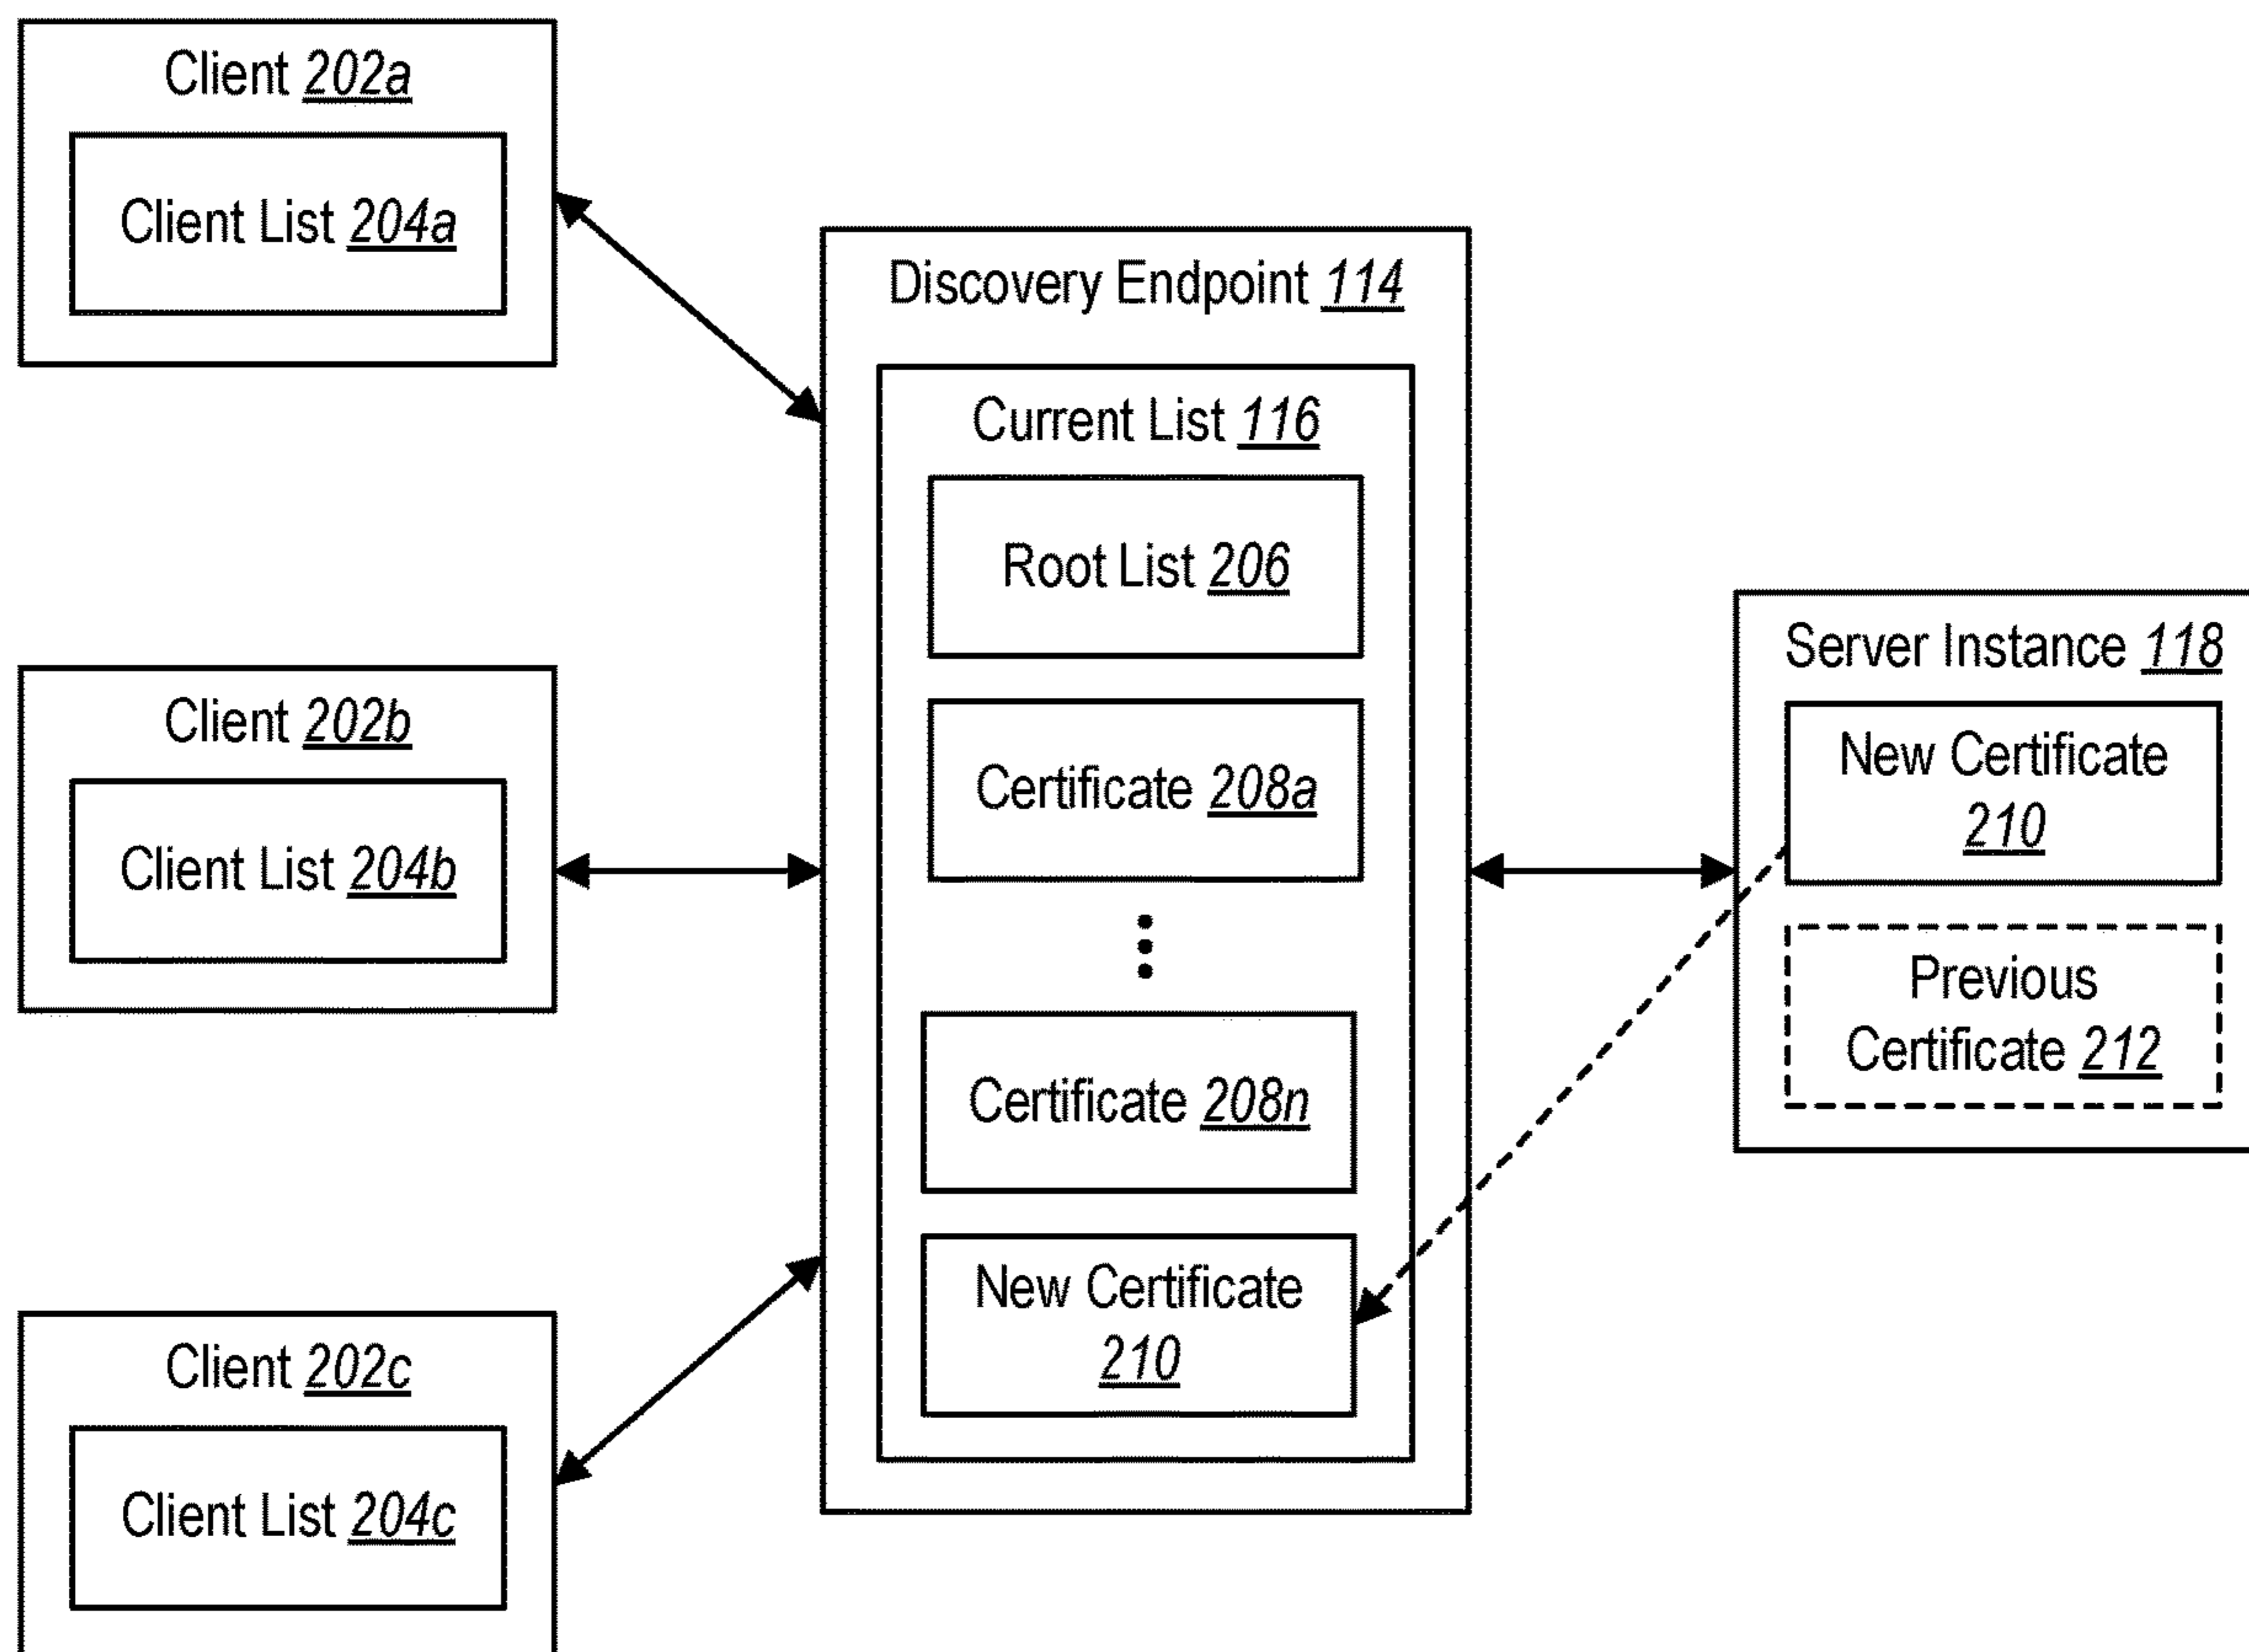 Client 202a
Client List 204a
Client 202b
Client List 204b
Client 202c
Client List 204c
Discovery Endpoint 114
Current List 116
Root List 206
Certificate 208a
Certificate 208n
New Certificate
210
Server Instance 118
New Certificate
210
Previous
Certificate 212